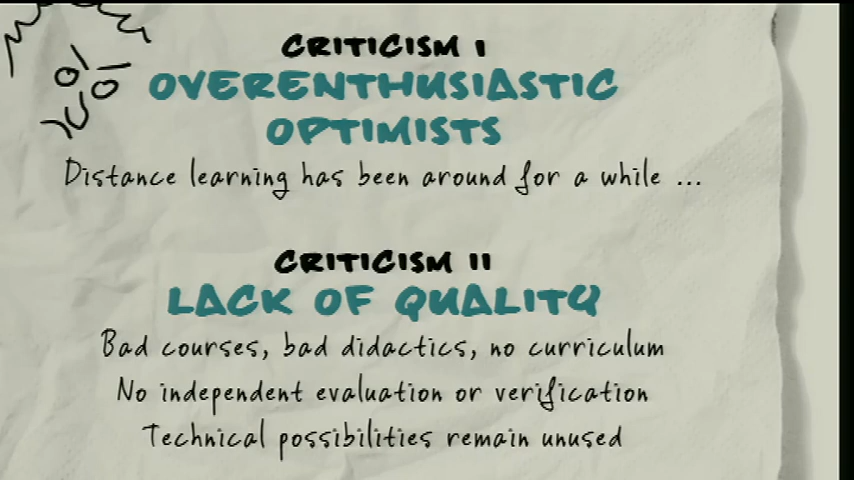 CRITICISM I
OVERENTHUSIASTIC
OPTIMISTS
Distance learning has been around for a while ...
CRITICISM II
LACK OF QUALITY
Bad courses, bad didactics, no curriculum
No independent evaluation or verification
Technical possibilities remain unused